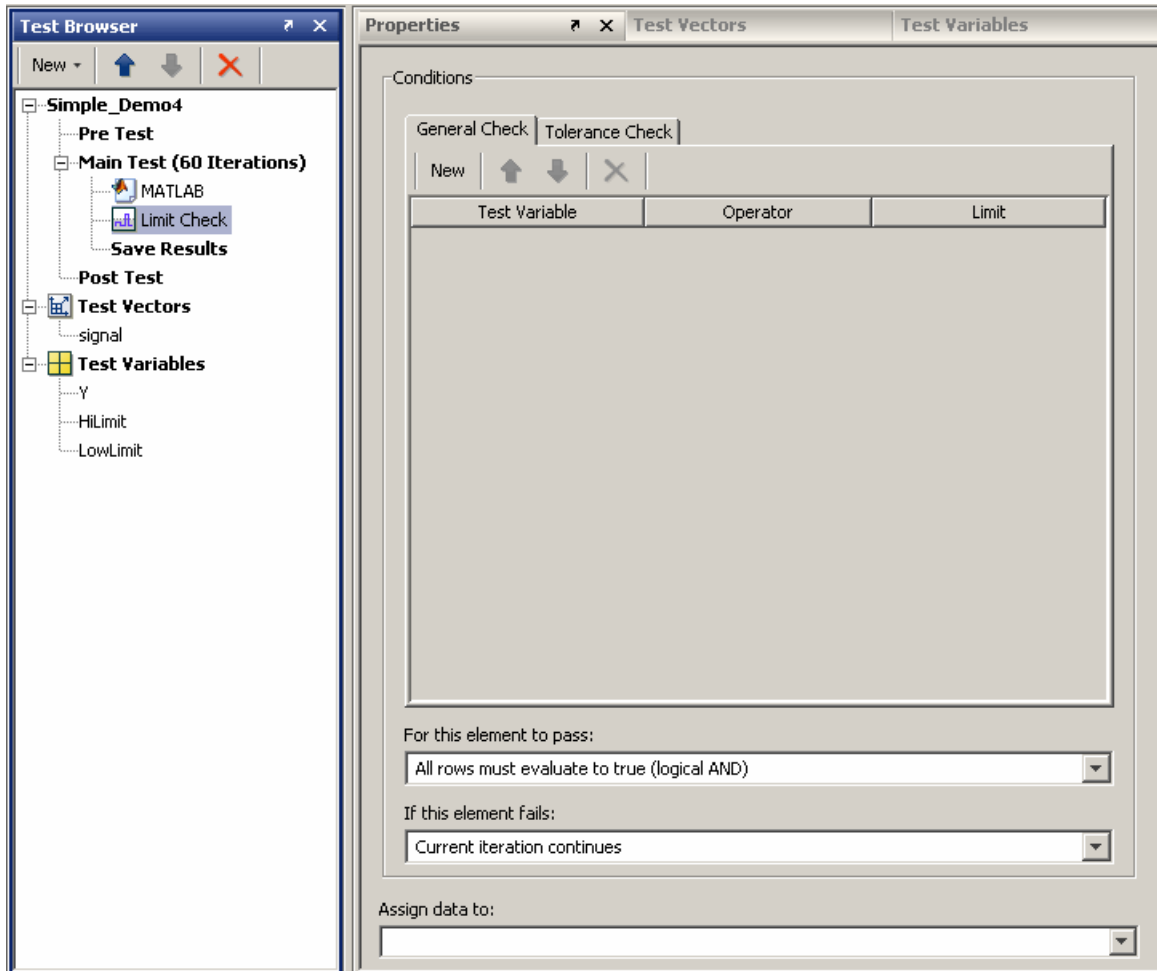 Test Browser
New
Simple_Demo4
Pre Test
Main Test (60 Iterations)
MATLAB
Limit Check
Save Results
Post Test
Test Vectors
signal
Test Variables
Y
HiLimit
LowLimit
Properties
Test Vectors
Test Variables
Conditions
General Check
Tolerance Check
New
Test Variable
Operator
Limit
For this element to pass:
All rows must evaluate to true (logical AND)
If this element fails:
Current iteration continues
Assign data to: